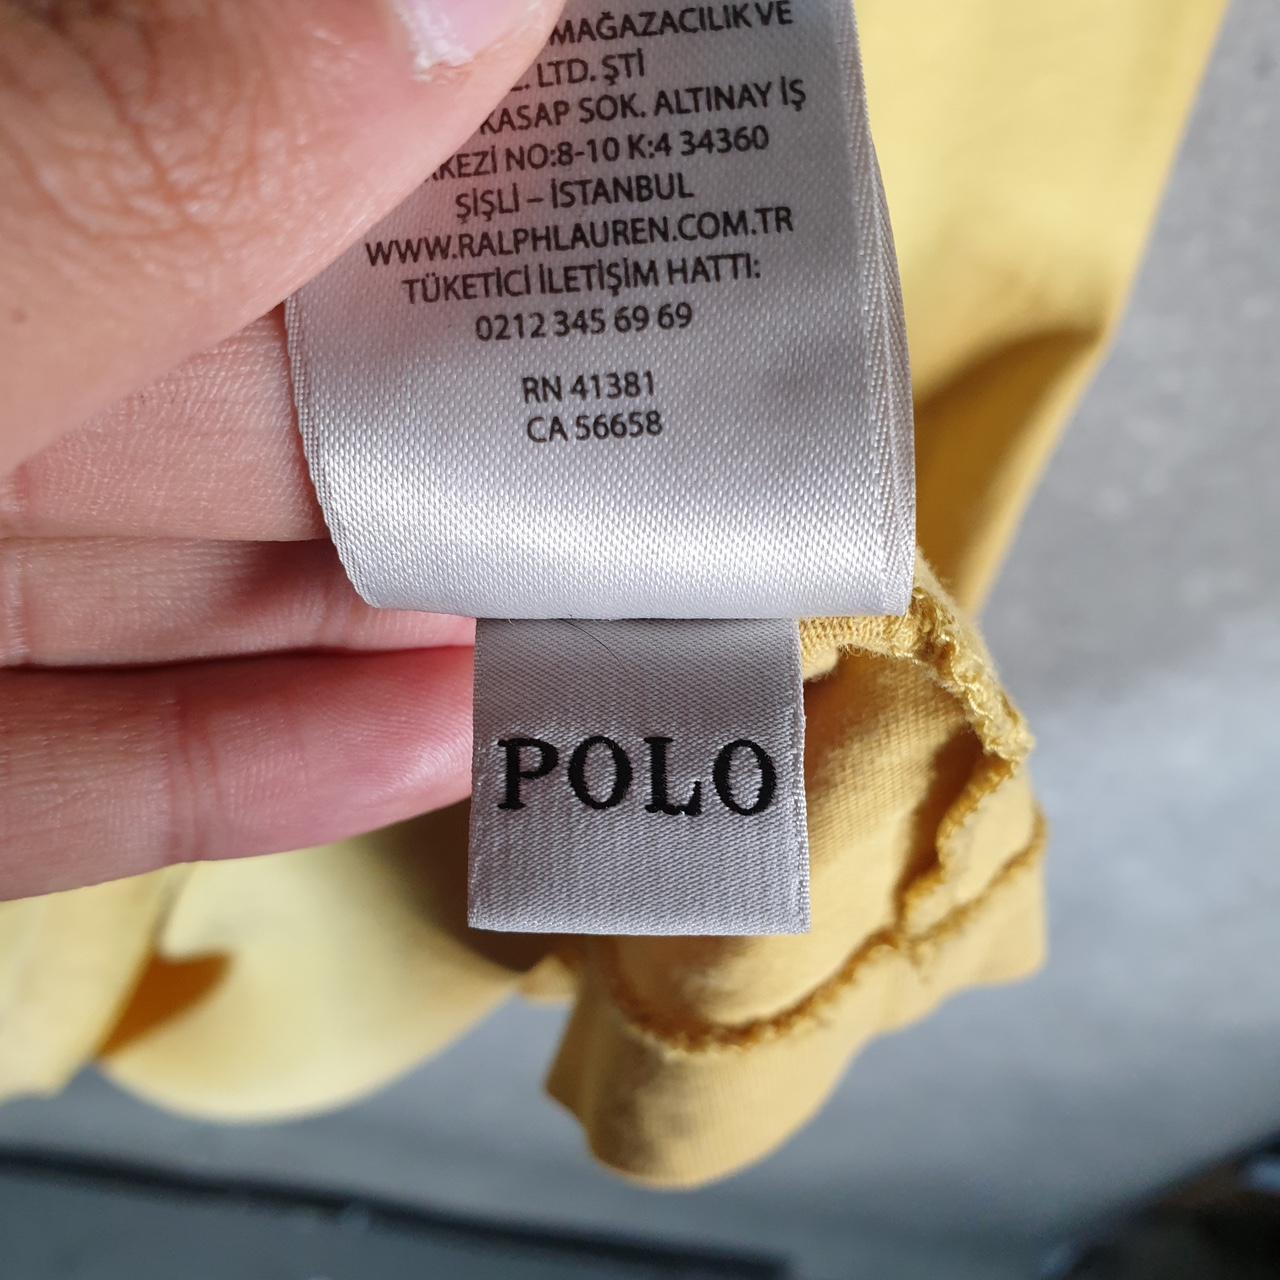 MAĞAZACILIK VE
LTD. ŞTİ
KASAP SOK. ALTINAY İŞ
NO:8-10 K:4 34360
ŞİŞLİ – İSTANBUL
WWW.RALPHLAUREN.COM.TR
TÜKETİCİ İLETİŞİM HATTI:
0212 345 69 69
RN 41381
CA 56658
POLO